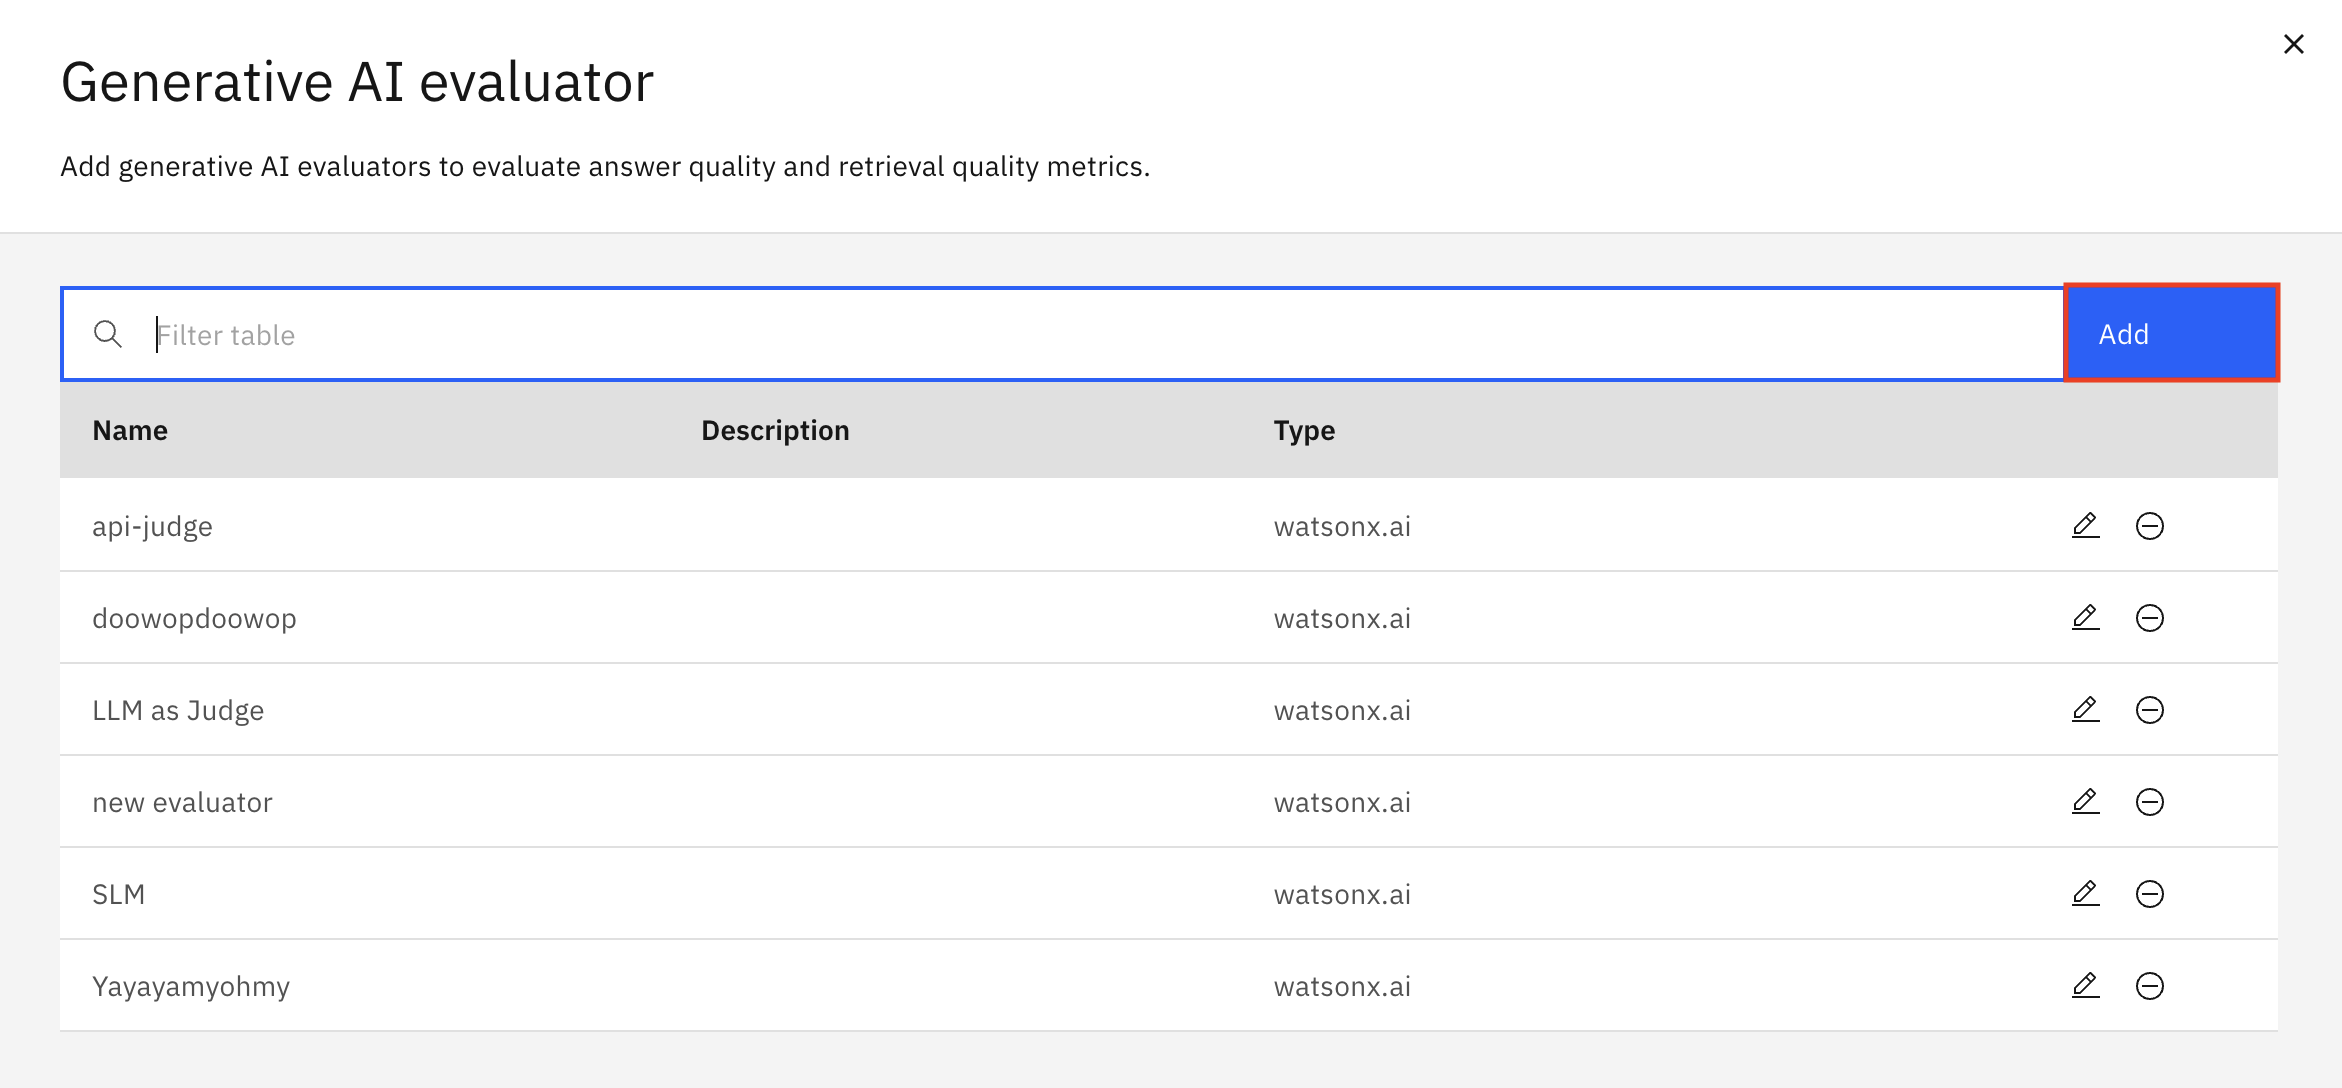 Generative AI evaluator
Add generative AI evaluators to evaluate answer quality and retrieval quality metrics.
Filter table
Add
Name Description Type
api-judge watsonx.ai
doowopdoowop watsonx.ai
LLM as Judge watsonx.ai
new evaluator watsonx.ai
SLM watsonx.ai
Yayayamyohmy watsonx.ai